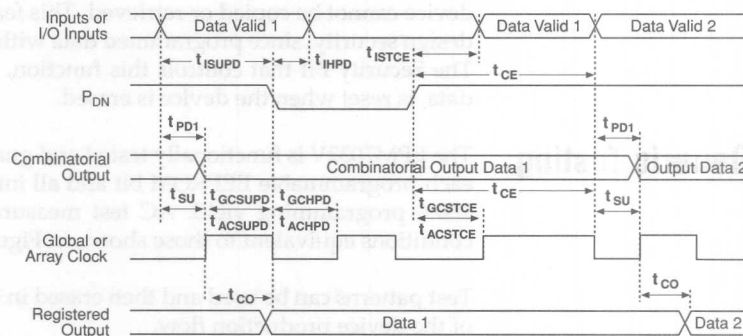 Inputs or
I/O Inputs
Data Valid 1
Data Valid 1
Data Valid 2
tISUPD
tIHPD
tISTCE
tCE
PDN
tPD1
tPD1
Combinatorial
Output
Combinatorial Output Data 1
Output Data 2
tSU
tGCSUPD
tGCHPD
tGCSTCE
tCE
tSU
tACSUPD
tACHPD
tACSTCE
Global
Array Clock
tCO
tCO
Registered
Output
Data 1
Data 2